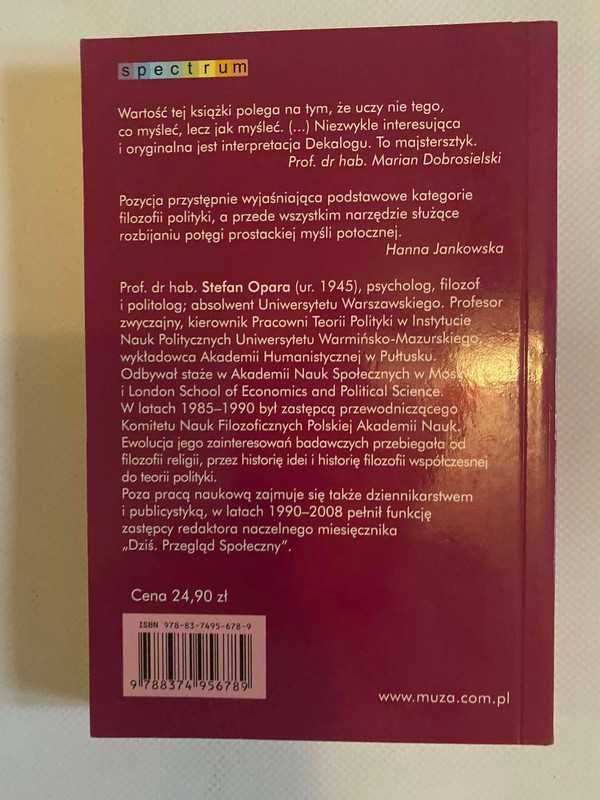 spectrum
Wartość tej książki polega na tym, że uczy nie tego,
co myśleć, lecz jak myśleć. (...) Niezwykle interesująca
i oryginalna jest interpretacja Dekalogu. To majstersztyk.
Prof. dr hab. Marian Dobrosielski
Pozycja przystępnie wyjaśniająca podstawowe kategorie
filozofii polityki, a przede wszystkim narzędzie służące
rozbijaniu potęgi prostackiej myśli potocznej.
Hanna Jankowska
Prof. dr hab. Stefan Opara (ur. 1945), psycholog, filozof
i politolog; absolwent Uniwersytetu Warszawskiego. Profesor
zwyczajny, kierownik Pracowni Teorii Polityki w Instytucie
Nauk Politycznych Uniwersytetu Warmińsko-Mazurskiego,
wykładowca Akademii Humanistycznej w Pułtusku.
Odbywał staże w Akademii Nauk Społecznych w
i London School of Economics and Political Science.
W latach 1985–1990 był zastępcą przewodniczącego
Komitetu Nauk Filozoficznych Polskiej Akademii Nauk.
Ewolucja jego zainteresowań badawczych przebiegała od
filozofii religii, przez historię idei i historię filozofii współczesnej
do teorii polityki.
Poza pracą naukową zajmuje się także dziennikarstwem
i publicystyką, w latach 1990–2008 pełnił funkcję
zastępcy redaktora naczelnego miesięcznika
„Dziś. Przegląd Społeczny”.
Cena 24,90 zł
ISBN 978-83-7495-678-9
9 788374 956789
www.muza.com.pl